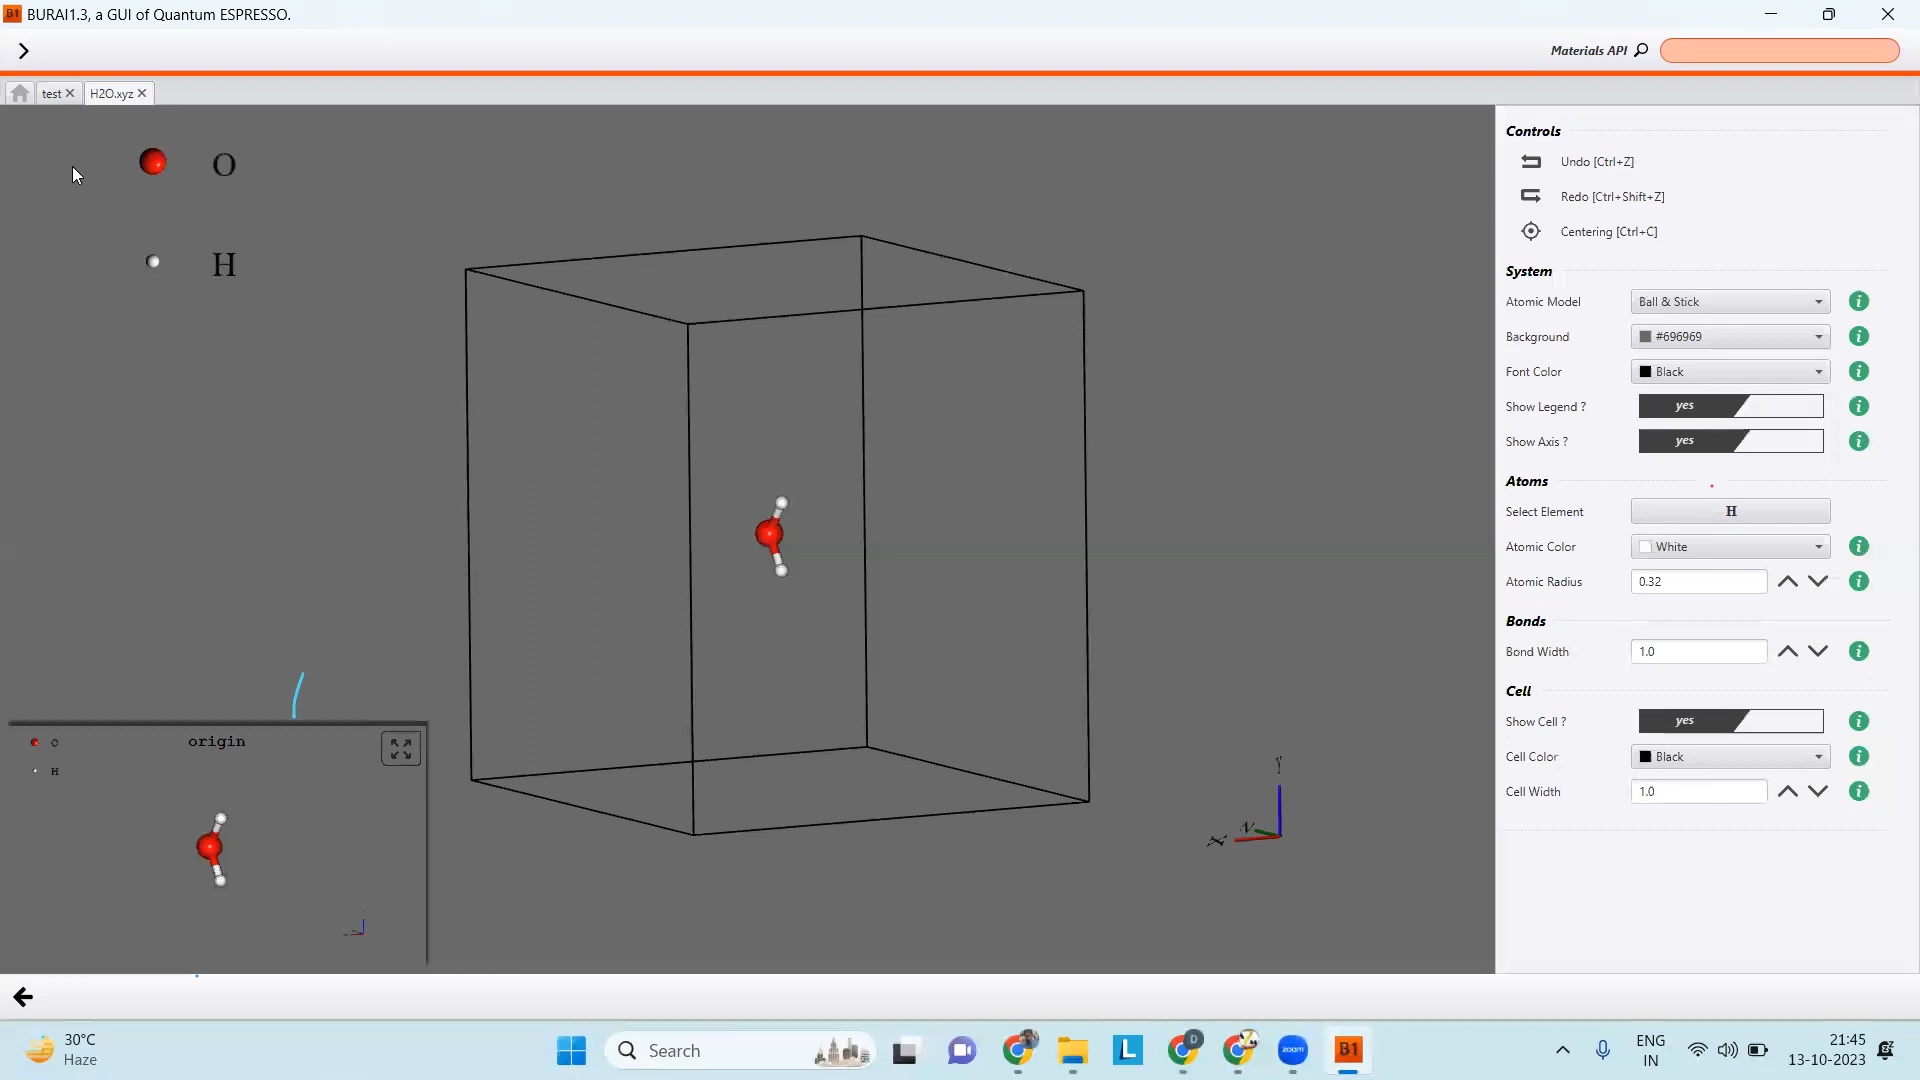 BURAI1.3, a GUI of Quantum ESPRESSO.
Materials API
test
H2O.xyz
O
H
origin
O
H
Y
X
Z
Controls
Undo [Ctrl+Z]
Redo [Ctrl+Shift+Z]
Centering [Ctrl+C]
System
Atomic Model Ball & Stick
Background #696969
Font Color Black
Show Legend ? yes
Show Axis ? yes
Atoms
Select Element H
Atomic Color White
Atomic Radius 0.32
Bonds
Bond Width 1.0
Cell
Show Cell ? yes
Cell Color Black
Cell Width 1.0
30°C
Haze
Search
L
D
zoom
B1
ENG
IN
21:45
13-10-2023